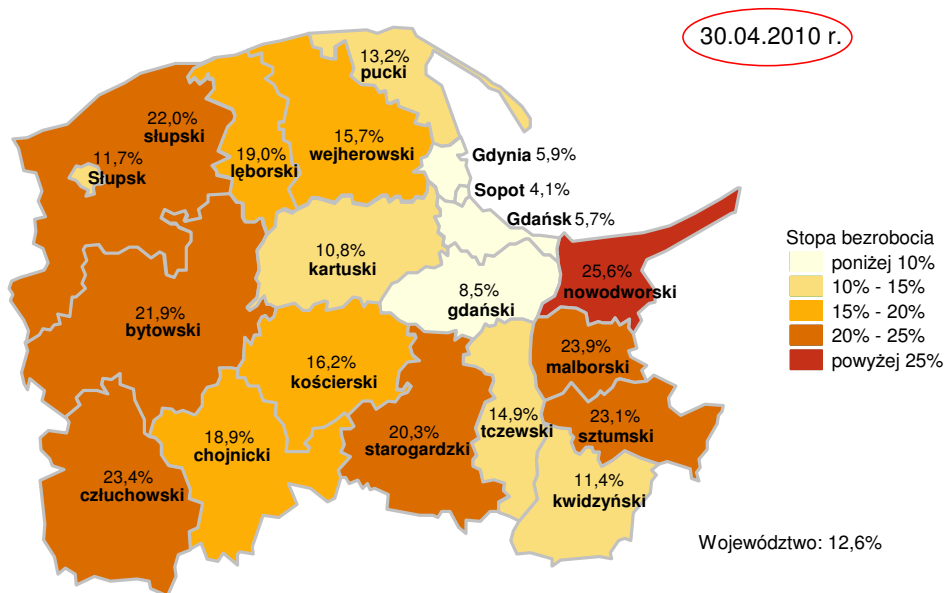 30.04.2010 r.
13,2%
pucki
22,0%
słupski
11,7%
Słupsk
19,0%
lęborski
15,7%
wejherowski
Gdynia 5,9%
Sopot 4,1%
Gdańsk 5,7%
10,8%
kartuski
8,5%
gdański
25,6%
nowodworski
21,9%
bytowski
16,2%
kościerski
23,9%
malborski
14,9%
tczewski
23,1%
sztumski
18,9%
chojnicki
20,3%
starogardzki
23,4%
człuchowski
11,4%
kwidzyński
Stopa bezrobocia
poniżej 10%
10% - 15%
15% - 20%
20% - 25%
powyżej 25%
Województwo: 12,6%